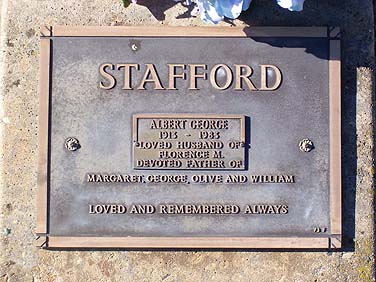 STAFFORD
ALBERT GEORGE
1913 - 1983
LOVED HUSBAND OF
FLORENCE M.
DEVOTED FATHER OF
MARGARET, GEORGE, OLIVE AND WILLIAM
LOVED AND REMEMBERED ALWAYS